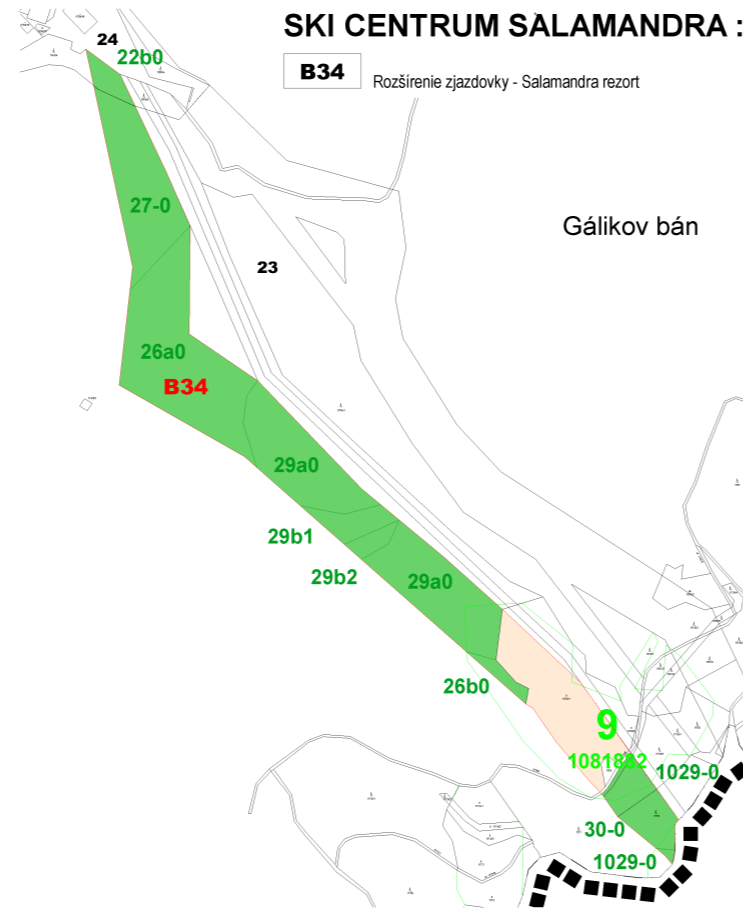 SKI CENTRUM SALAMANDRA :
B34 Rozšírenie zjazdovky - Salamandra rezort
24
22b0
27-0
Gálikov bán
23
26a0
B34
29a0
29b1
29b2
29a0
26b0
9
1081882
1029-0
30-0
1029-0